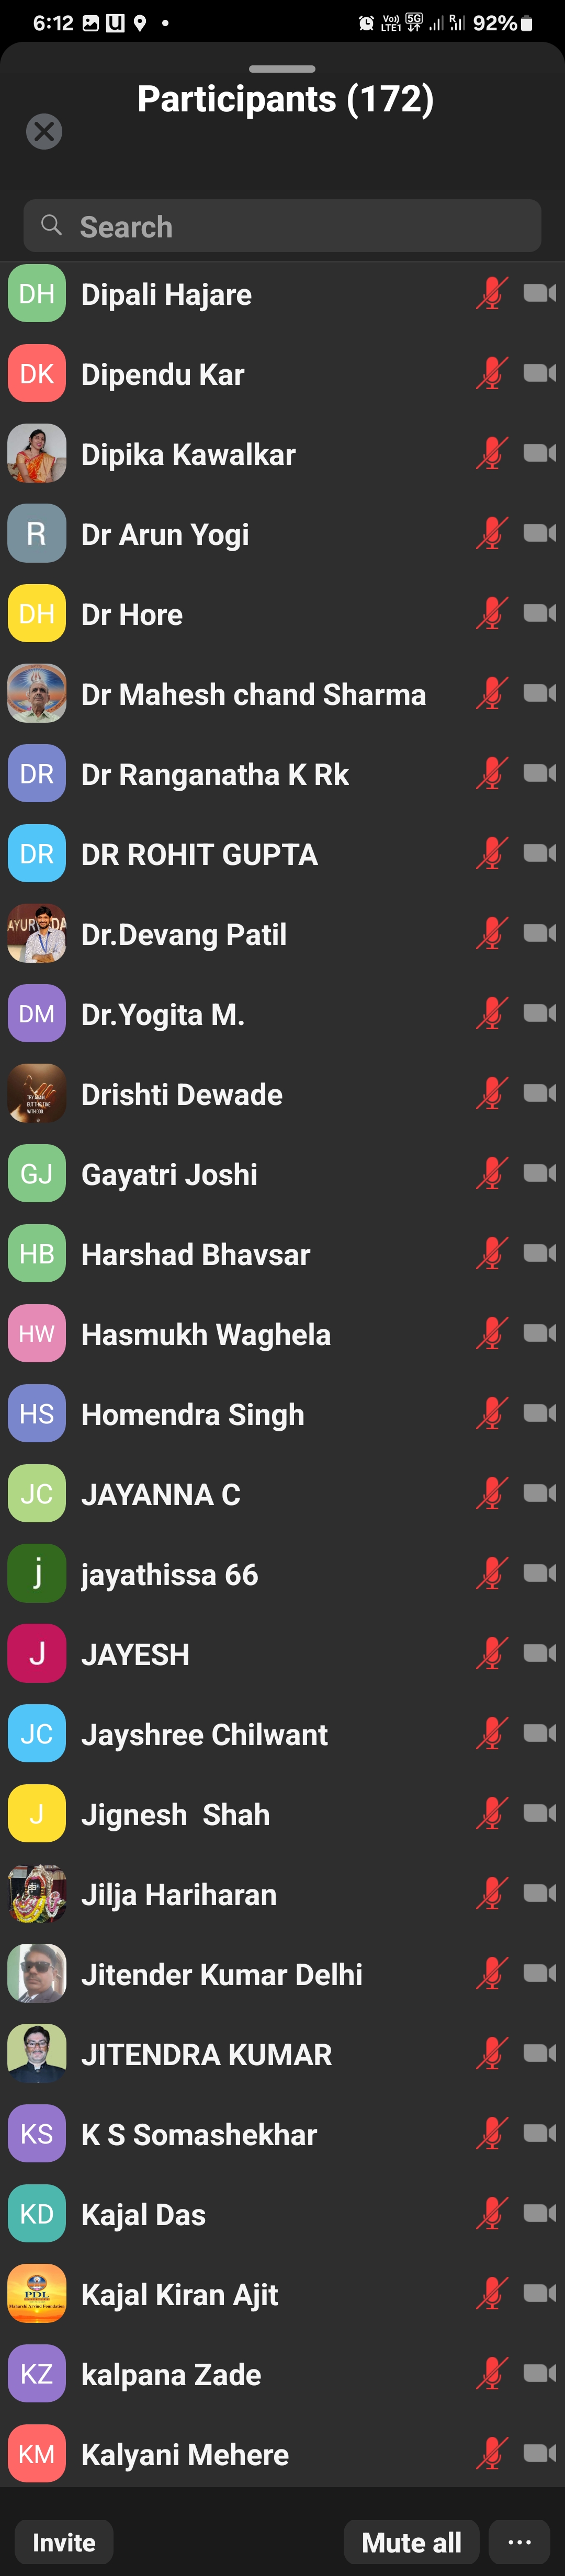 6:12 Vo) LTE1 5G R 92%
Participants (172)
Search
DH Dipali Hajare
DK Dipendu Kar
Dipika Kawalkar
R Dr Arun Yogi
DH Dr Hore
Dr Mahesh chand Sharma
DR Dr Ranganatha K Rk
DR DR ROHIT GUPTA
Dr.Devang Patil
DM Dr.Yogita M.
Drishti Dewade
GJ Gayatri Joshi
HB Harshad Bhavsar
HW Hasmukh Waghela
HS Homendra Singh
JC JAYANNA C
j jayathissa 66
J JAYESH
JC Jayshree Chilwant
J Jignesh  Shah
Jilja Hariharan
Jitender Kumar Delhi
JITENDRA KUMAR
KS K S Somashekhar
KD Kajal Das
PDL Kajal Kiran Ajit
KZ kalpana Zade
KM Kalyani Mehere
Invite Mute all ...